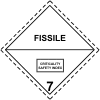 FISSILE
CRITICALITY
SAFETY INDEX
7